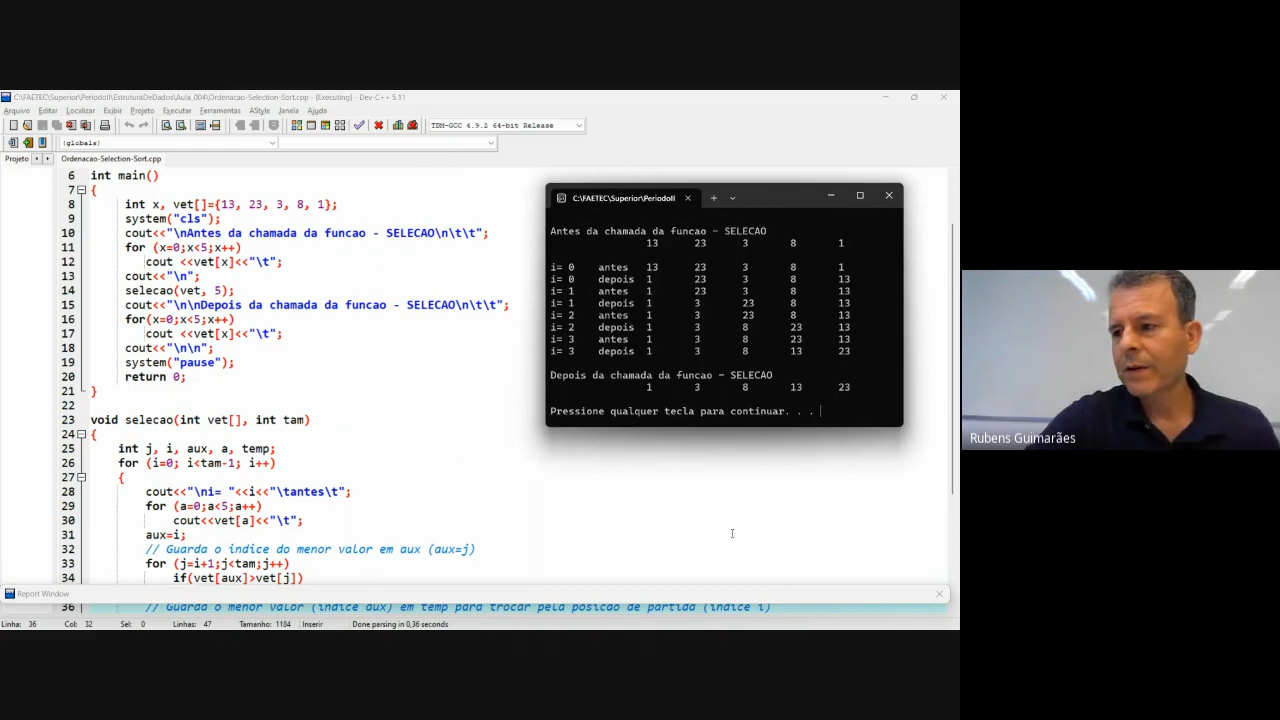 C:\FAETEC\Superior\PeriodoII\EstruturaDeDados\Aula_004\Ordenacao-Selection-Sort.cpp - [Executing] - Dev-C++ 5.11
Arquivo Editar Localizar Exibir Projeto Executar Ferramentas AStyle Janela Ajuda
TDM-GCC 4.9.2 64-bit Release
(globals)
Projeto Ordenacao-Selection-Sort.cpp
6 int main()
7 {
8 int x, vet[]={13, 23, 3, 8, 1};
9 system("cls");
10 cout<<"\nAntes da chamada da funcao - SELECAO\n\t\t";
11 for (x=0;x<5;x++)
12 cout <<vet[x]<<"\t";
13 cout<<"\n";
14 selecao(vet, 5);
15 cout<<"\n\nDepois da chamada da funcao - SELECAO\n\t\t";
16 for(x=0;x<5;x++)
17 cout <<vet[x]<<"\t";
18 cout<<"\n\n";
19 system("pause");
20 return 0;
21 }
22
23 void selecao(int vet[], int tam)
24 {
25 int j, i, aux, a, temp;
26 for (i=0; i<tam-1; i++)
27 {
28 cout<<"\ni= "<<i<<"\tantes\t";
29 for (a=0;a<5;a++)
30 cout<<vet[a]<<"\t";
31 aux=i;
32 // Guarda o indice do menor valor em aux (aux=j)
33 for (j=i+1;j<tam;j++)
34 if(vet[aux]>vet[j])
Report Window
36 // Guarda o menor valor (indice aux) em temp para trocar pela posicao de partida (indice i)
Linha: 36 Col: 32 Sel: 0 Linhas: 47 Tamanho: 1184 Inserir Done parsing in 0,36 seconds
C:\FAETEC\Superior\PeriodoII
Antes da chamada da funcao - SELECAO
13 23 3 8 1
i= 0 antes 13 23 3 8 1
i= 0 depois 1 23 3 8 13
i= 1 antes 1 23 3 8 13
i= 1 depois 1 3 23 8 13
i= 2 antes 1 3 23 8 13
i= 2 depois 1 3 8 23 13
i= 3 antes 1 3 8 23 13
i= 3 depois 1 3 8 13 23
Depois da chamada da funcao - SELECAO
1 3 8 13 23
Pressione qualquer tecla para continuar. . .
Rubens Guimarães